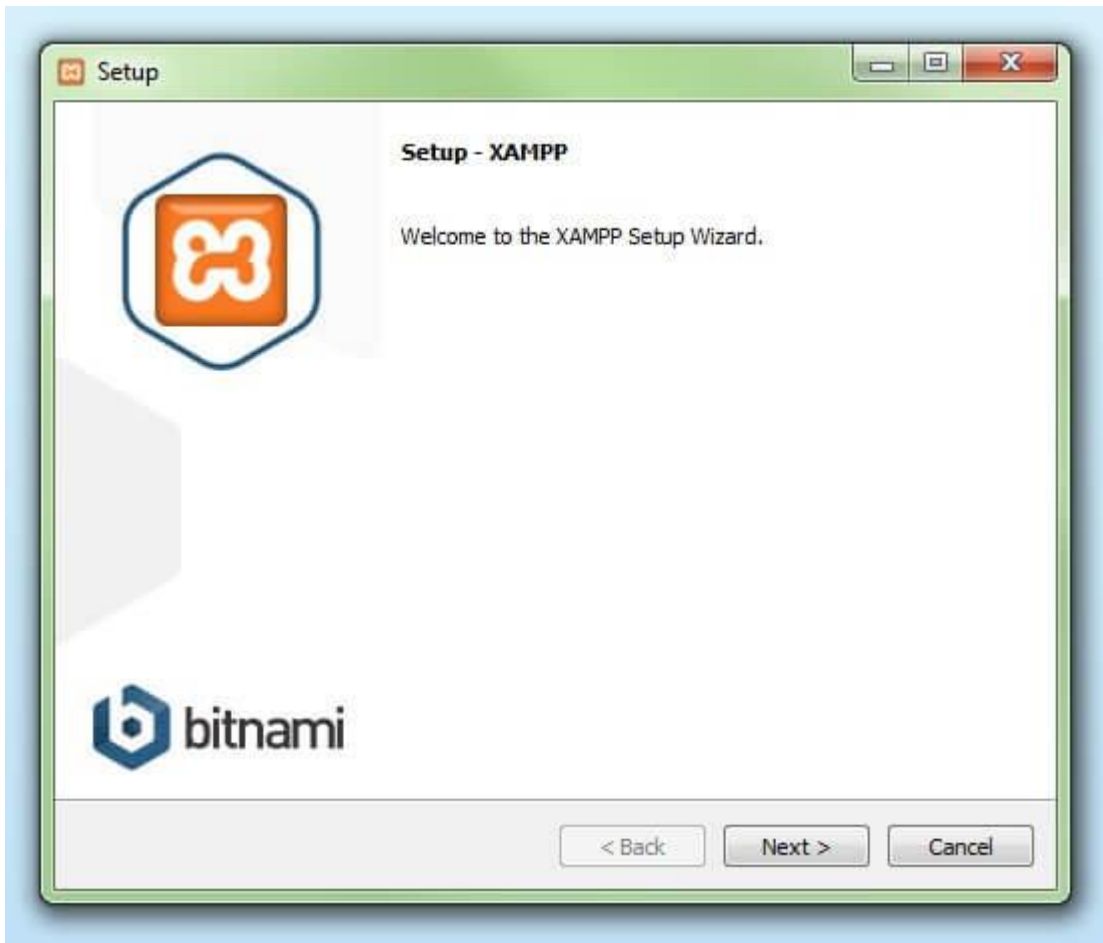 Setup
Setup - XAMPP
Welcome to the XAMPP Setup Wizard.
bitnami
< Back
Next >
Cancel